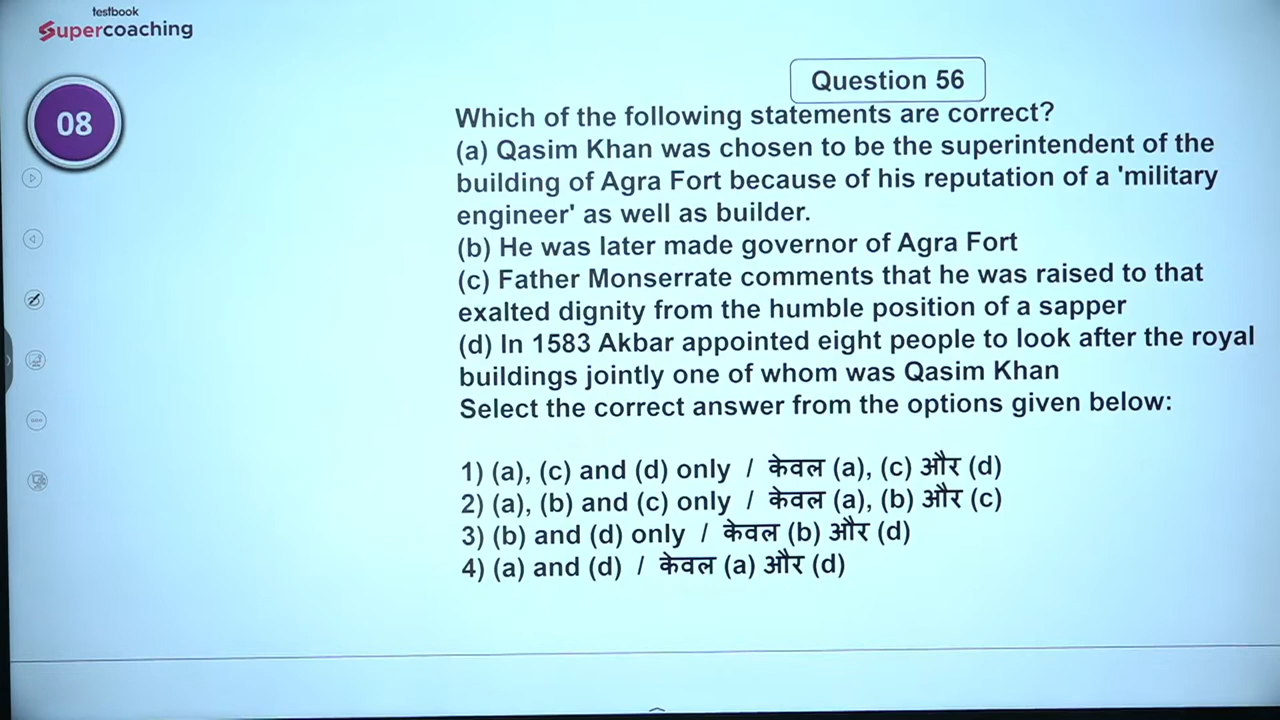 testbook
Supercoaching
08
Question 56
Which of the following statements are correct?
(a) Qasim Khan was chosen to be the superintendent of the
building of Agra Fort because of his reputation of a 'military
engineer' as well as builder.
(b) He was later made governor of Agra Fort
(c) Father Monserrate comments that he was raised to that
exalted dignity from the humble position of a sapper
(d) In 1583 Akbar appointed eight people to look after the royal
buildings jointly one of whom was Qasim Khan
Select the correct answer from the options given below:
1) (a), (c) and (d) only / केवल (a), (c) और (d)
2) (a), (b) and (c) only / केवल (a), (b) और (c)
3) (b) and (d) only / केवल (b) और (d)
4) (a) and (d) / केवल (a) और (d)